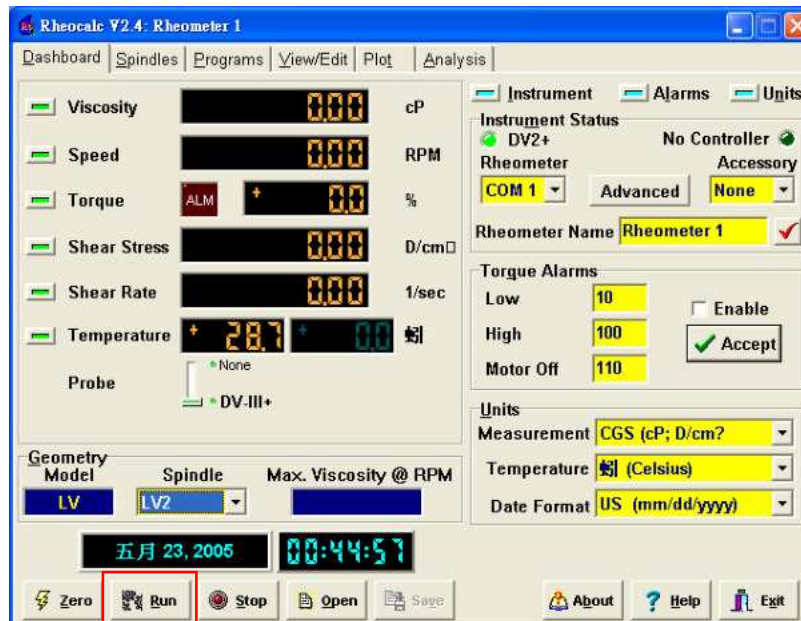 Rheocalc V2.4: Rheometer 1
Dashboard Spindles Programs View/Edit Plot Analysis
Viscosity 0.00 cP
Speed 0.00 RPM
Torque ALM + 0.0 %
Shear Stress 0.00 D/cm□
Shear Rate 0.00 1/sec
Temperature + 28.7 + 0.0 蚓
Probe
None
DV-III+
Geometry
Model Spindle Max. Viscosity @ RPM
LV LV2
五月 23, 2005 00:44:57
Instrument Alarms Units
Instrument Status
DV2+ No Controller
Rheometer Accessory
COM 1 Advanced None
Rheometer Name Rheometer 1
Torque Alarms
Low 10
Enable
High 100
Accept
Motor Off 110
Units
Measurement CGS (cP; D/cm?
Temperature 蚓 (Celsius)
Date Format US (mm/dd/yyyy)
Zero Run Stop Open Save About Help Exit